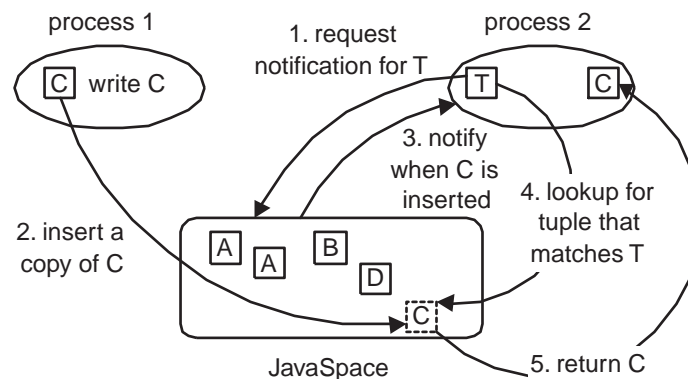 process 1
process 2
1. request
notification for T
C write C
T
C
3. notify
when C is
inserted
4. lookup for
tuple that
matches T
2. insert a
copy of C
A
A
B
D
C
JavaSpace
5. return C